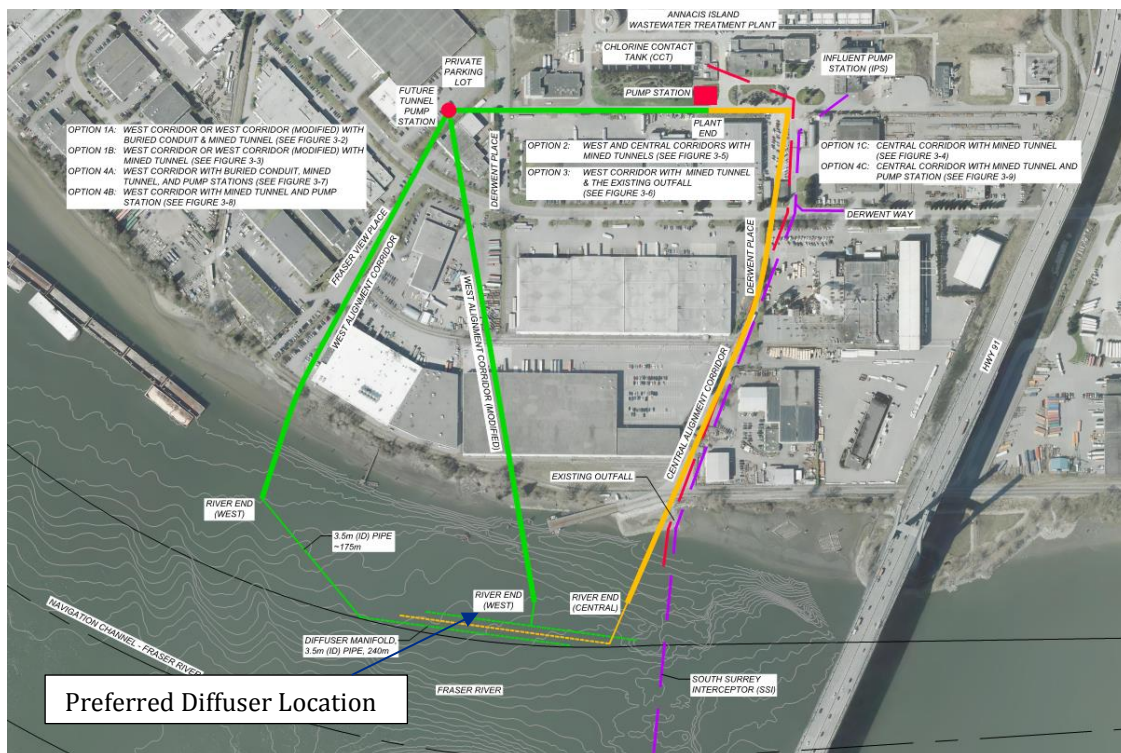 ANNACIS ISLAND
WASTEWATER TREATMENT PLANT
CHLORINE CONTACT
TANK (CCT)
INFLUENT PUMP
STATION (IPS)
PRIVATE
PARKING
LOT
FUTURE
TUNNEL
PUMP
STATION
PUMP STATION
PLANT
END
OPTION 1A: WEST CORRIDOR OR WEST CORRIDOR (MODIFIED) WITH
BURIED CONDUIT & MINED TUNNEL (SEE FIGURE 3-2)
OPTION 1B: WEST CORRIDOR OR WEST CORRIDOR (MODIFIED) WITH
MINED TUNNEL (SEE FIGURE 3-3)
OPTION 4A: WEST CORRIDOR WITH BURIED CONDUIT, MINED
TUNNEL, AND PUMP STATIONS (SEE FIGURE 3-7)
OPTION 4B: WEST CORRIDOR WITH MINED TUNNEL AND PUMP
STATION (SEE FIGURE 3-8)
OPTION 2: WEST AND CENTRAL CORRIDORS WITH
MINED TUNNELS (SEE FIGURE 3-5)
OPTION 3: WEST CORRIDOR WITH MINED TUNNEL
& THE EXISTING OUTFALL
(SEE FIGURE 3-6)
OPTION 1C: CENTRAL CORRIDOR WITH MINED TUNNEL
(SEE FIGURE 3-4)
OPTION 4C: CENTRAL CORRIDOR WITH MINED TUNNEL AND
PUMP STATION (SEE FIGURE 3-9)
DERWENT PLACE
DERWENT WAY
FRASER VIEW PLACE
WEST ALIGNMENT CORRIDOR
WEST ALIGNMENT CORRIDOR (MODIFIED)
DERWENT PLACE
CENTRAL ALIGNMENT CORRIDOR
HWY 91
EXISTING OUTFALL
RIVER END
(WEST)
3.5m (ID) PIPE
~175m
RIVER END
(WEST)
RIVER END
(CENTRAL)
NAVIGATION CHANNEL - FRASER RIVER
DIFFUSER MANIFOLD,
3.5m (ID) PIPE, 240m
FRASER RIVER
SOUTH SURREY
INTERCEPTOR (SSI)
Preferred Diffuser Location